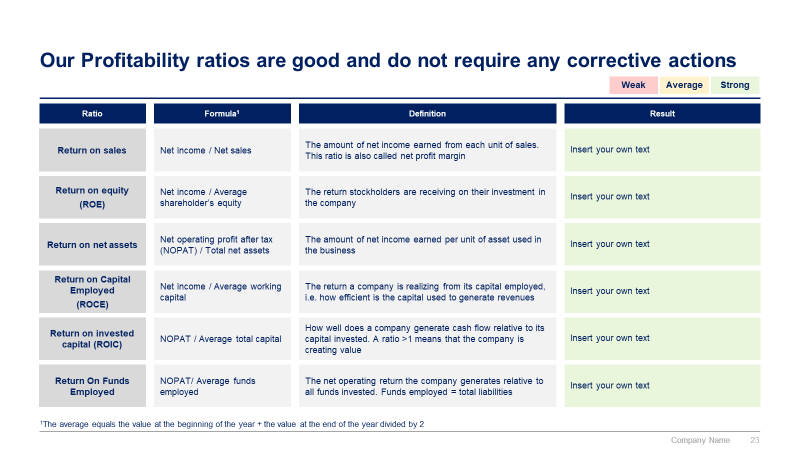 Our Profitability ratios are good and do not require any corrective actions
Weak Average Strong
Ratio Formula¹ Definition Result
Return on sales
Net income / Net sales
The amount of net income earned from each unit of sales.
This ratio is also called net profit margin
Insert your own text
Return on equity
(ROE)
Net income / Average
shareholder's equity
The return stockholders are receiving on their investment in
the company
Insert your own text
Return on net assets
Net operating profit after tax
(NOPAT) / Total net assets
The amount of net income earned per unit of asset used in
the business
Insert your own text
Return on Capital
Employed
(ROCE)
Net income / Average working
capital
The return a company is realizing from its capital employed,
i.e. how efficient is the capital used to generate revenues
Insert your own text
Return on invested
capital (ROIC)
NOPAT / Average total capital
How well does a company generate cash flow relative to its
capital invested. A ratio >1 means that the company is
creating value
Insert your own text
Return On Funds
Employed
NOPAT/ Average funds
employed
The net operating return the company generates relative to
all funds invested. Funds employed = total liabilities
Insert your own text
¹The average equals the value at the beginning of the year + the value at the end of the year divided by 2
Company Name 23